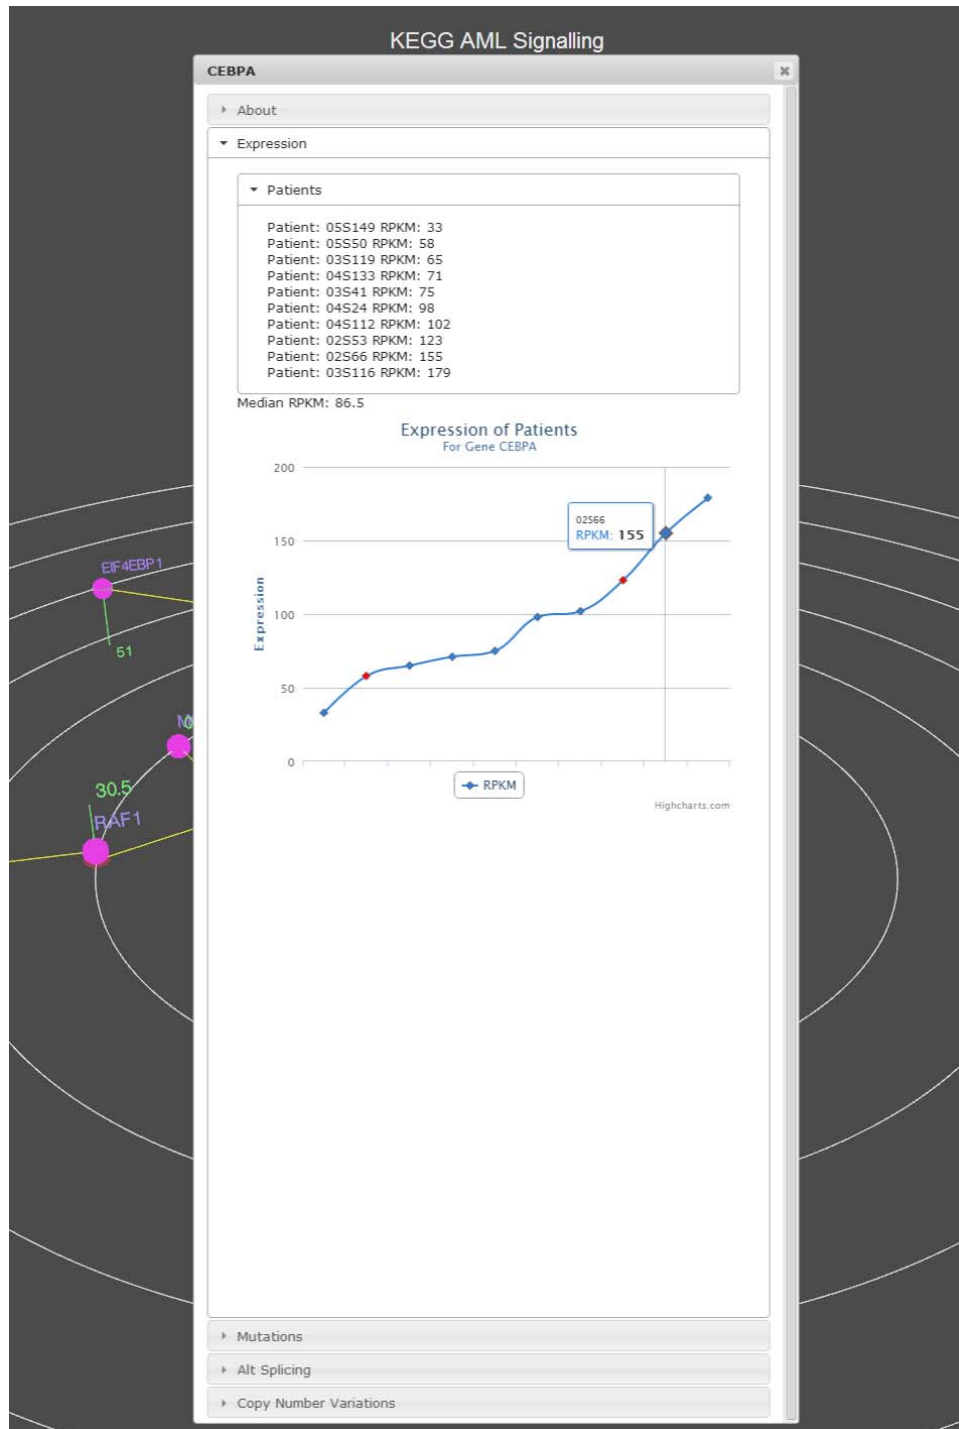 KEGG AML Signalling
CEBPA
About
Expression
Patients
Patient: 05S149 RPKM: 33
Patient: 05S50 RPKM: 58
Patient: 03S119 RPKM: 65
Patient: 04S133 RPKM: 71
Patient: 03S41 RPKM: 75
Patient: 04S24 RPKM: 98
Patient: 04S112 RPKM: 102
Patient: 02S53 RPKM: 123
Patient: 02S66 RPKM: 155
Patient: 03S116 RPKM: 179
Median RPKM: 86.5
Expression of Patients
For Gene CEBPA
200
150
100
50
0
Expression
02S66
RPKM: 155
RPKM
Highcharts.com
EIF4EBP1
51
30.5
RAF1
Mutations
Alt Splicing
Copy Number Variations